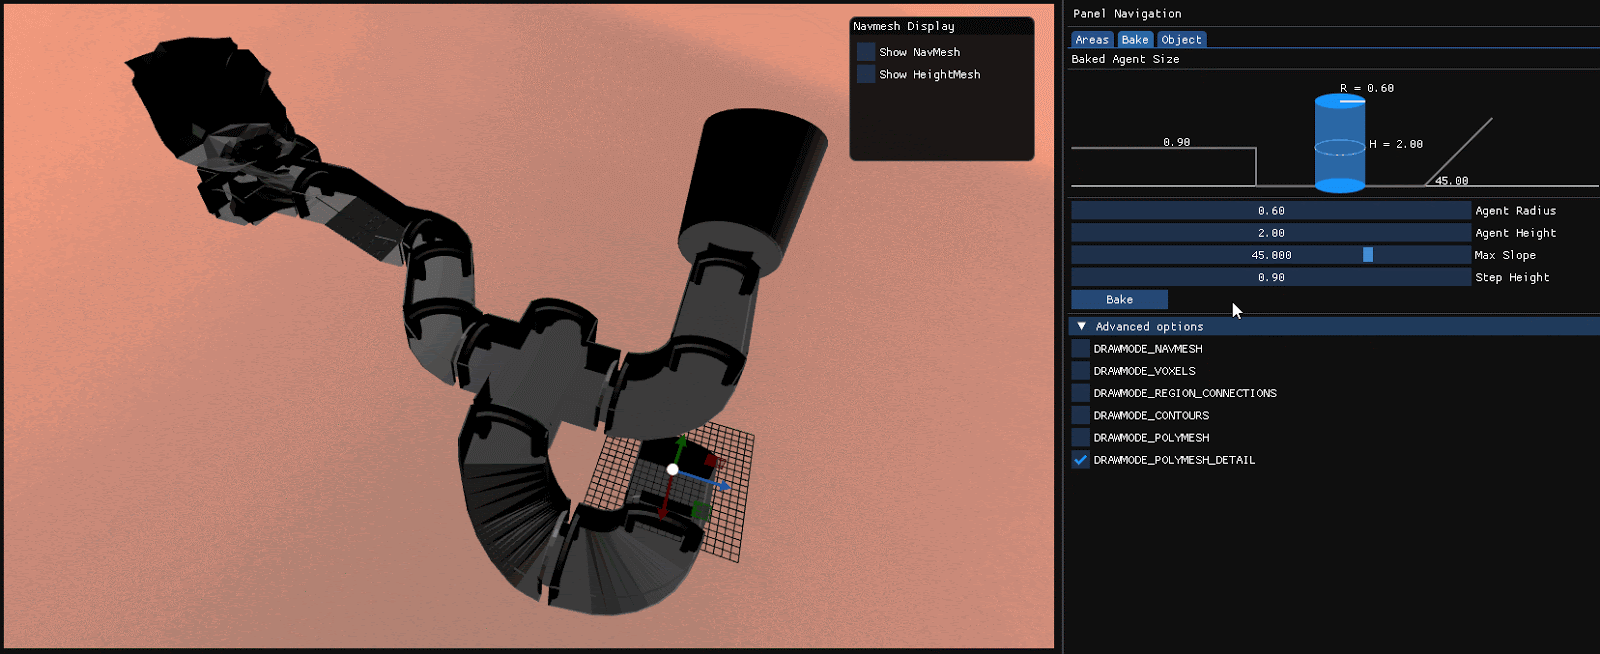 Navmesh Display
Show NavMesh
Show HeightMesh
Panel Navigation
Areas Bake Object
Baked Agent Size
R = 0.60
0.90
H = 2.00
45.00
0.60 Agent Radius
2.00 Agent Height
45.000 Max Slope
0.90 Step Height
Bake
Advanced options
DRAWMODE_NAVMESH
DRAWMODE_VOXELS
DRAWMODE_REGION_CONNECTIONS
DRAWMODE_CONTOURS
DRAWMODE_POLYMESH
DRAWMODE_POLYMESH_DETAIL